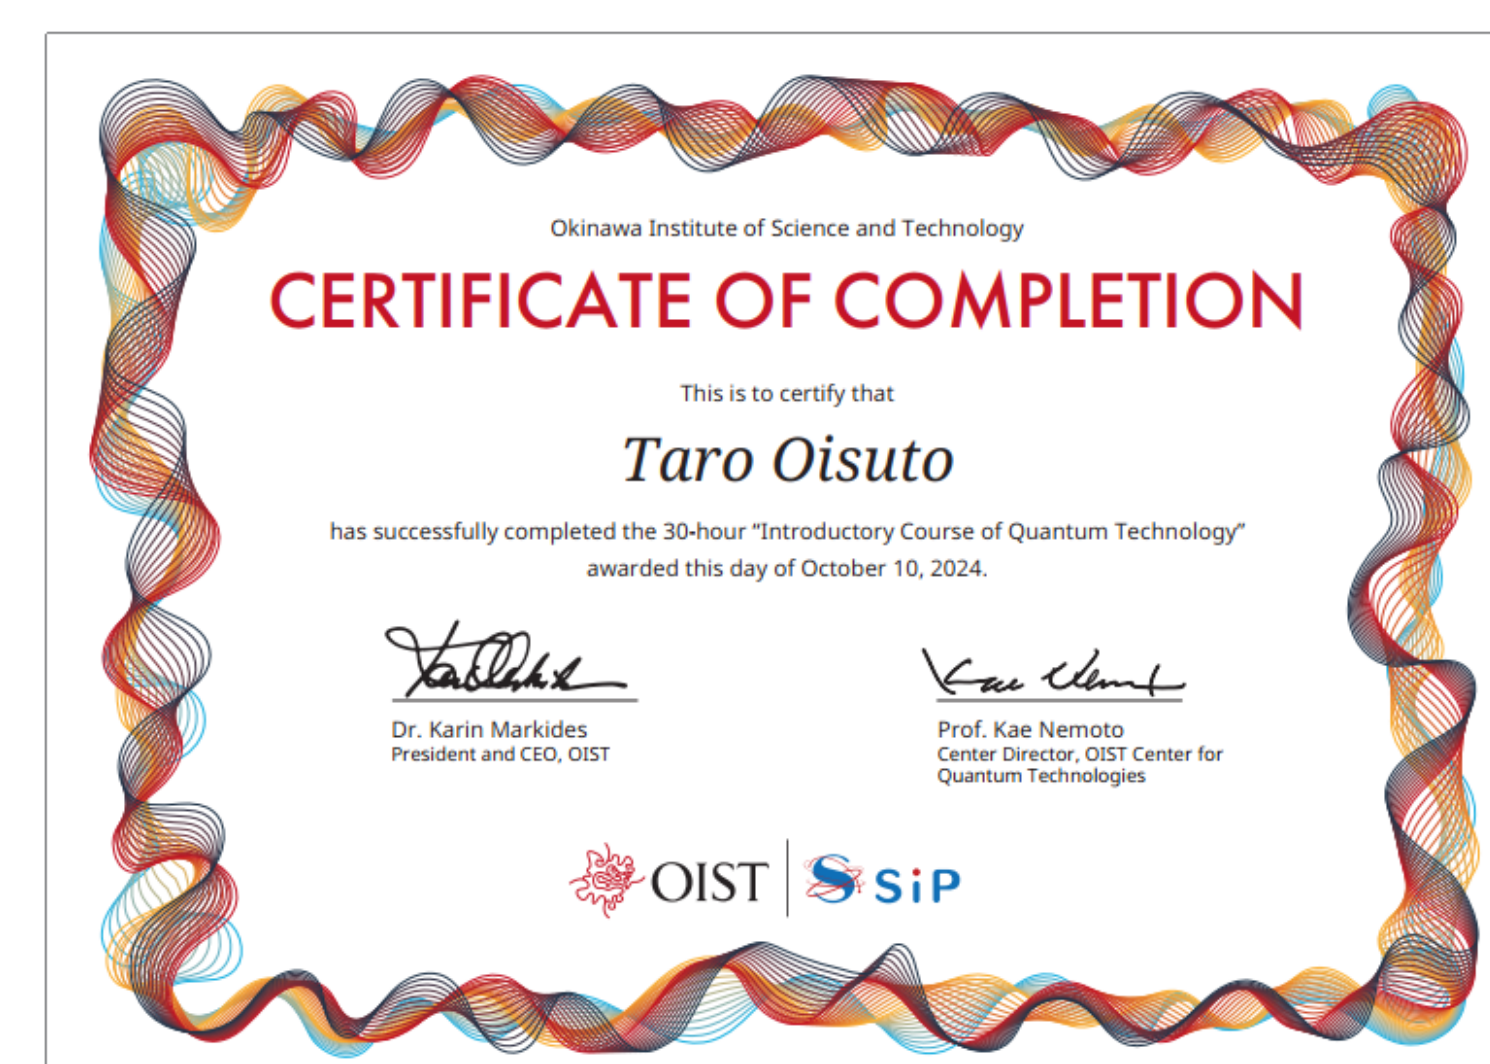 Okinawa Institute of Science and Technology
CERTIFICATE OF COMPLETION
This is to certify that
Taro Oisuto
has successfully completed the 30-hour “Introductory Course of Quantum Technology”
awarded this day of October 10, 2024.
Dr. Karin Markides
President and CEO, OIST
Kae Nemoto
Prof. Kae Nemoto
Center Director, OIST Center for
Quantum Technologies
OIST
SiP